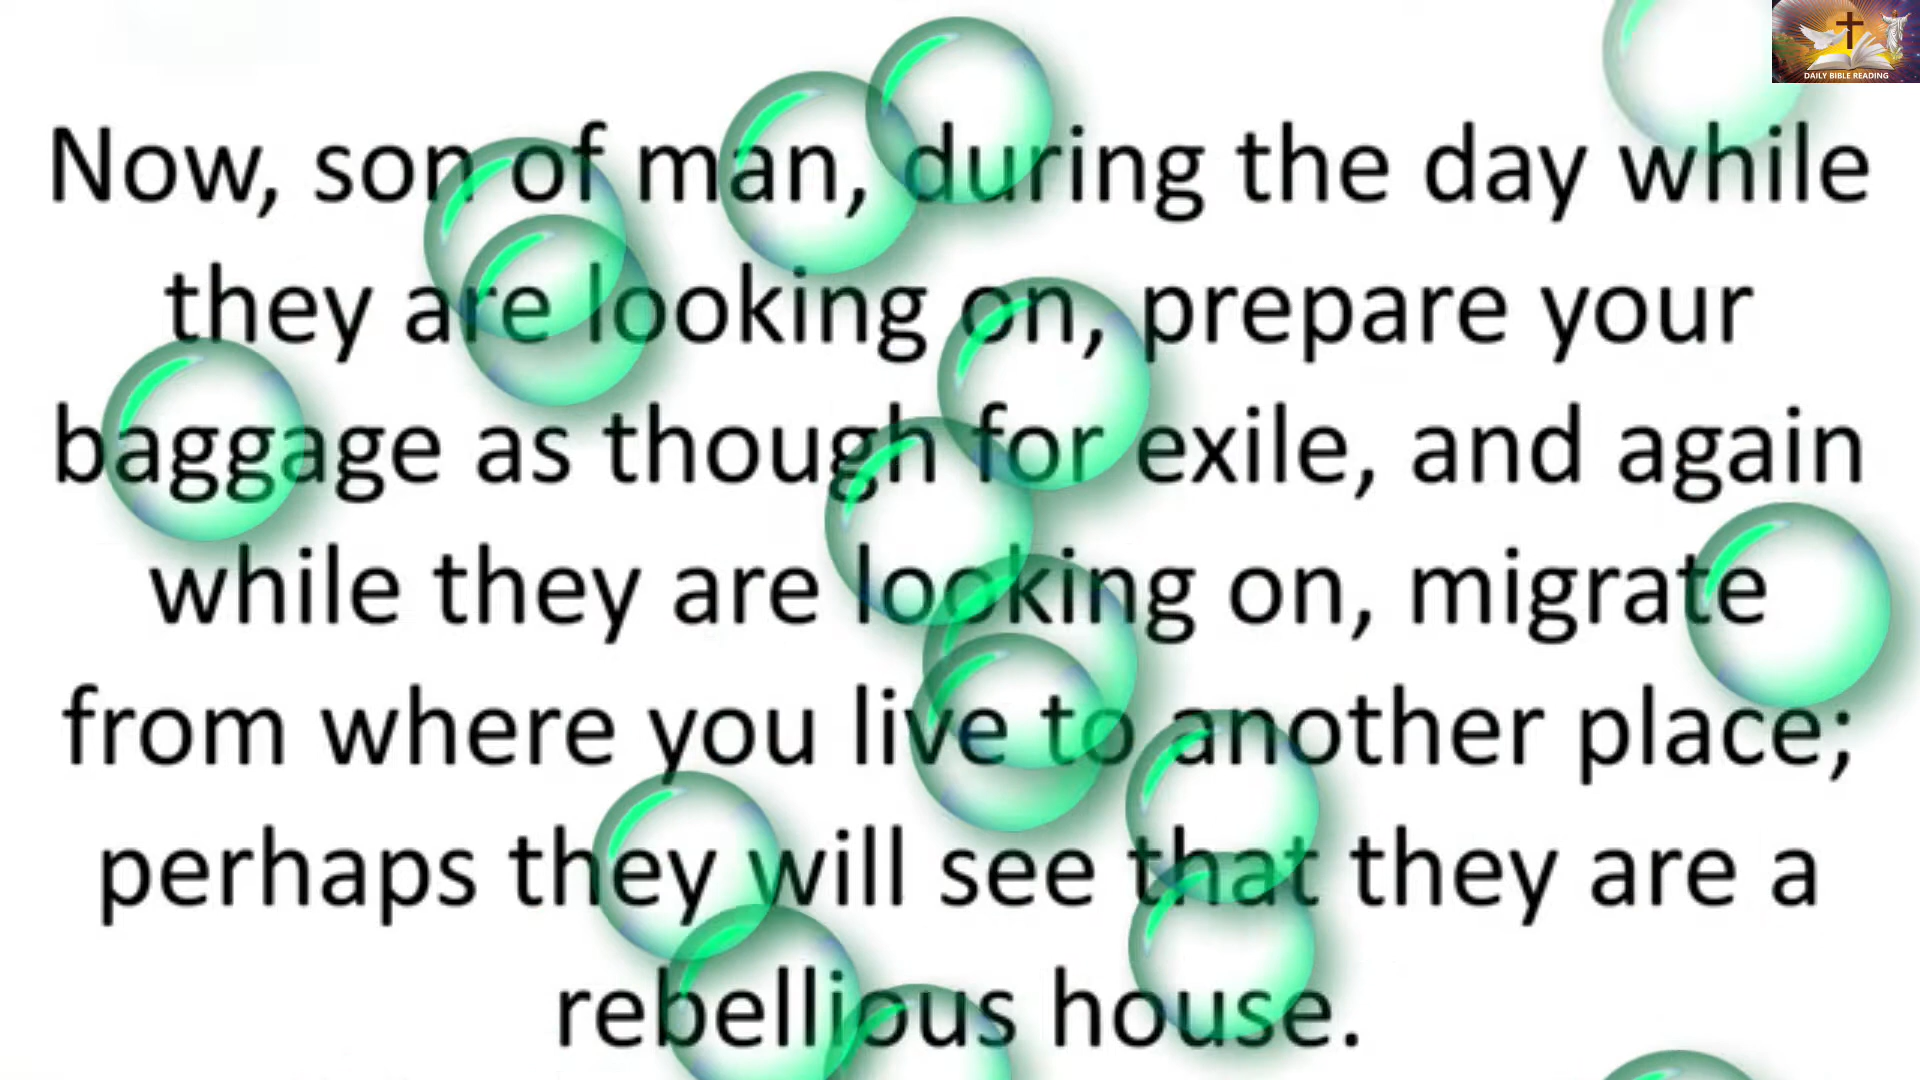 DAILY BIBLE READING
Now, son of man, during the day while
they are looking on, prepare your
baggage as though for exile, and again
while they are looking on, migrate
from where you live to another place;
perhaps they will see that they are a
rebellious house.